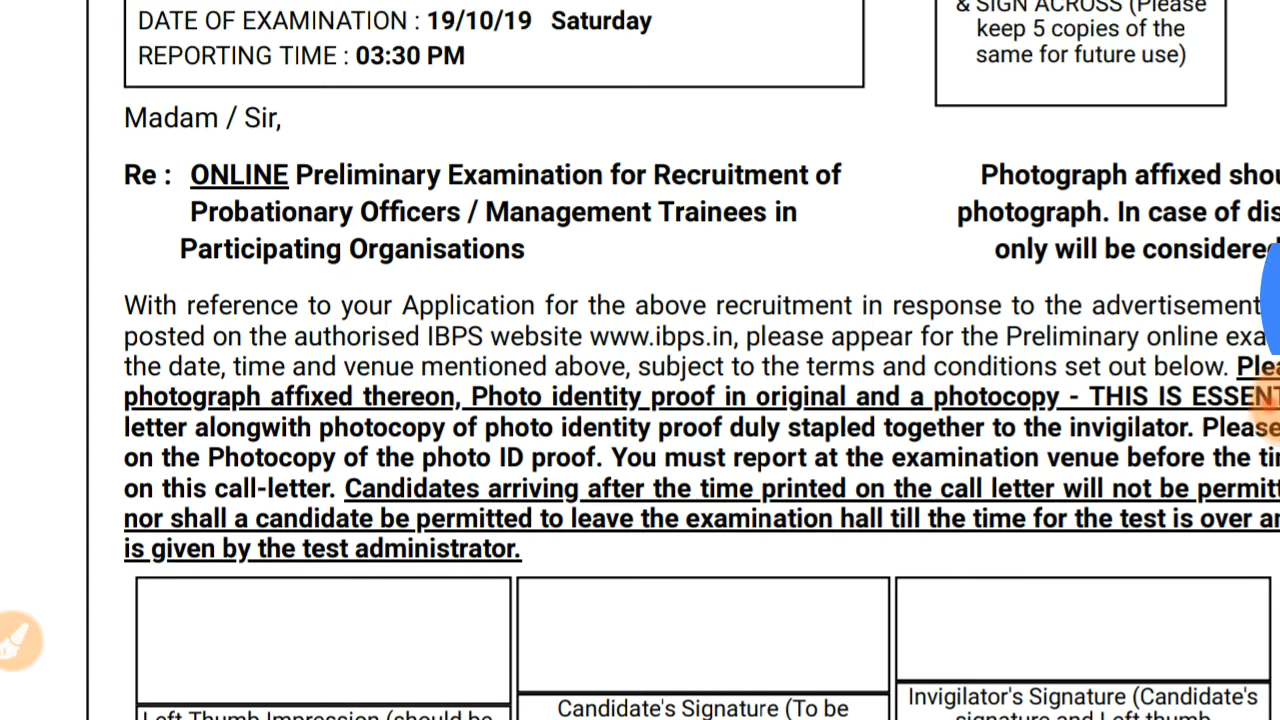 DATE OF EXAMINATION : 19/10/19 Saturday
REPORTING TIME : 03:30 PM
& SIGN ACROSS (Please
keep 5 copies of the
same for future use)
Madam / Sir,
Re : ONLINE Preliminary Examination for Recruitment of
Probationary Officers / Management Trainees in
Participating Organisations
Photograph affixed
photograph. In case of
only will be
With reference to your Application for the above recruitment in response to the advertisement
posted on the authorised IBPS website www.ibps.in, please appear for the Preliminary online
the date, time and venue mentioned above, subject to the terms and conditions set out below.
photograph affixed thereon, Photo identity proof in original and a photocopy - THIS IS
letter alongwith photocopy of photo identity proof duly stapled together to the invigilator. Please
on the Photocopy of the photo ID proof. You must report at the examination venue before the
on this call-letter. Candidates arriving after the time printed on the call letter will not be
nor shall a candidate be permitted to leave the examination hall till the time for the test is over
is given by the test administrator.
Left Thumb Impression (should be
Candidate's Signature (To be
Invigilator's Signature (Candidate's
signature and Left thumb